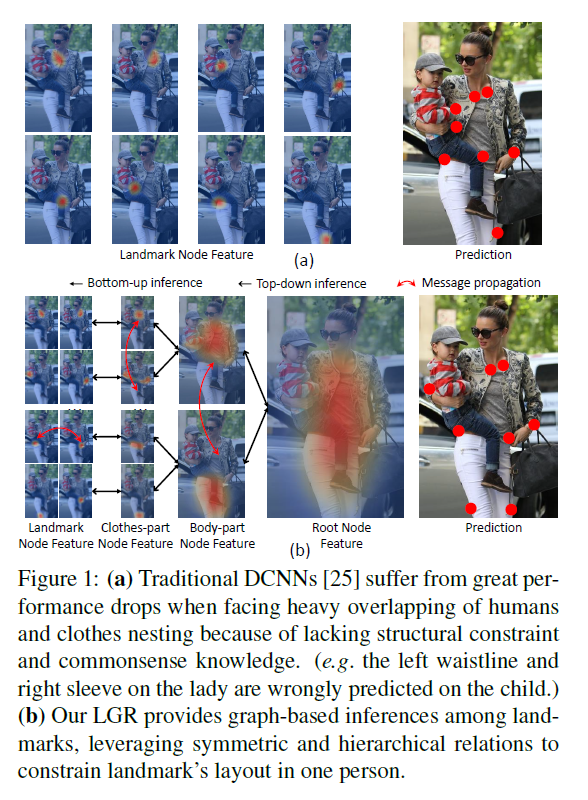 Landmark Node Feature
(a)
Prediction
← Bottom-up inference
← Top-down inference
Message propagation
Landmark
Node Feature
Clothes-part
Node Feature
Body-part
Node Feature
Root Node
Feature
Prediction
(b)
Figure 1: (a) Traditional DCNNs [25] suffer from great per-
formance drops when facing heavy overlapping of humans
and clothes nesting because of lacking structural constraint
and commonsense knowledge. (e.g. the left waistline and
right sleeve on the lady are wrongly predicted on the child.)
(b) Our LGR provides graph-based inferences among land-
marks, leveraging symmetric and hierarchical relations to
constrain landmark's layout in one person.